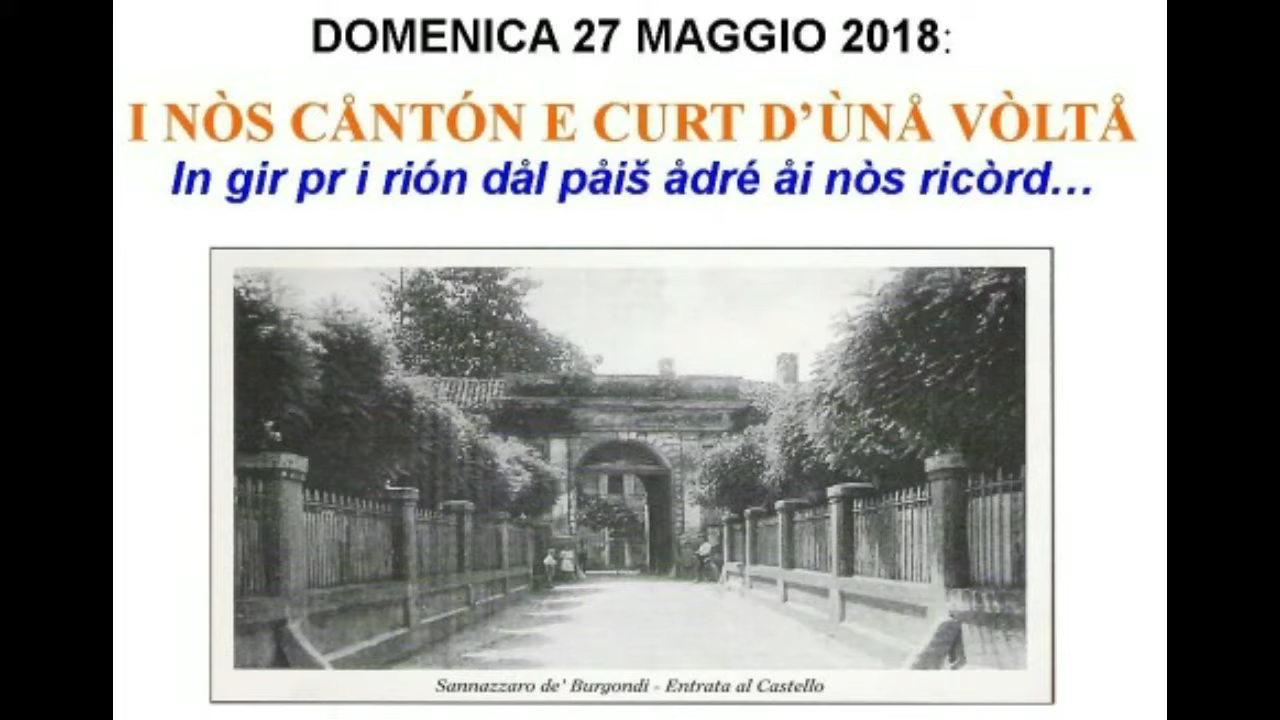 DOMENICA 27 MAGGIO 2018:
I NÒS CÅNTÓN E CURT D’ÙNÅ VÒLTÅ
In gir pr i rión dål påiš ådré åi nòs ricòrd…
Sannazzaro de' Burgondi - Entrata al Castello